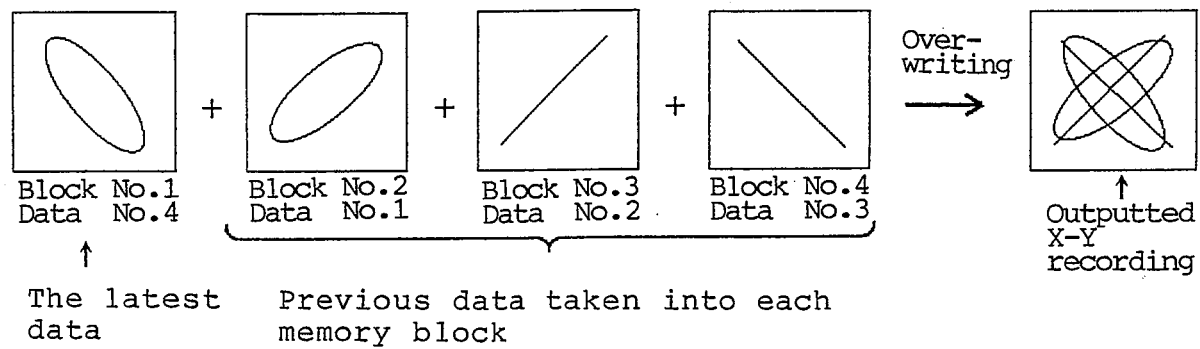 Block No.1
Data No.4
+
Block No.2
Data No.1
+
Block No.3
Data No.2
+
Block No.4
Data No.3
Over-
writing
Outputted
X-Y
recording
The latest
data
Previous data taken into each
memory block